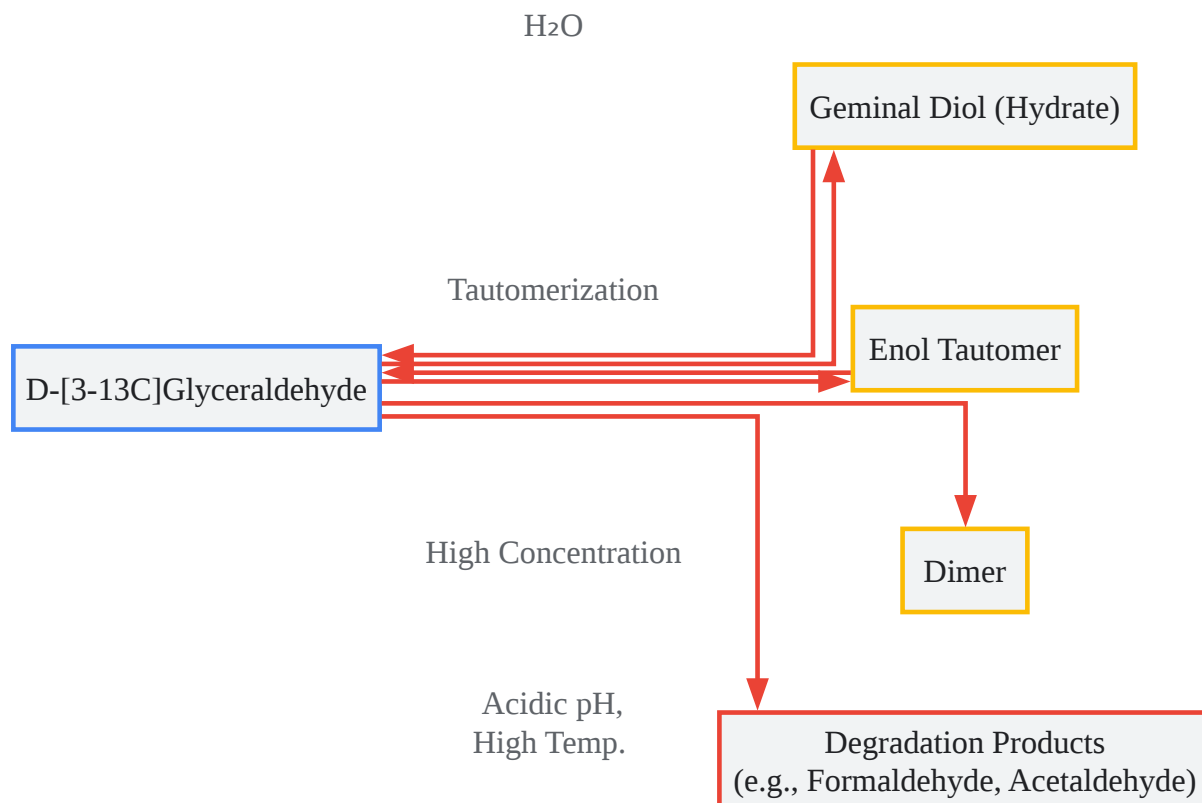 H₂O
Geminal Diol (Hydrate)
Tautomerization
Enol Tautomer
D-[3-13C]Glyceraldehyde
High Concentration
Dimer
Acidic pH,
High Temp.
Degradation Products
(e.g., Formaldehyde, Acetaldehyde)